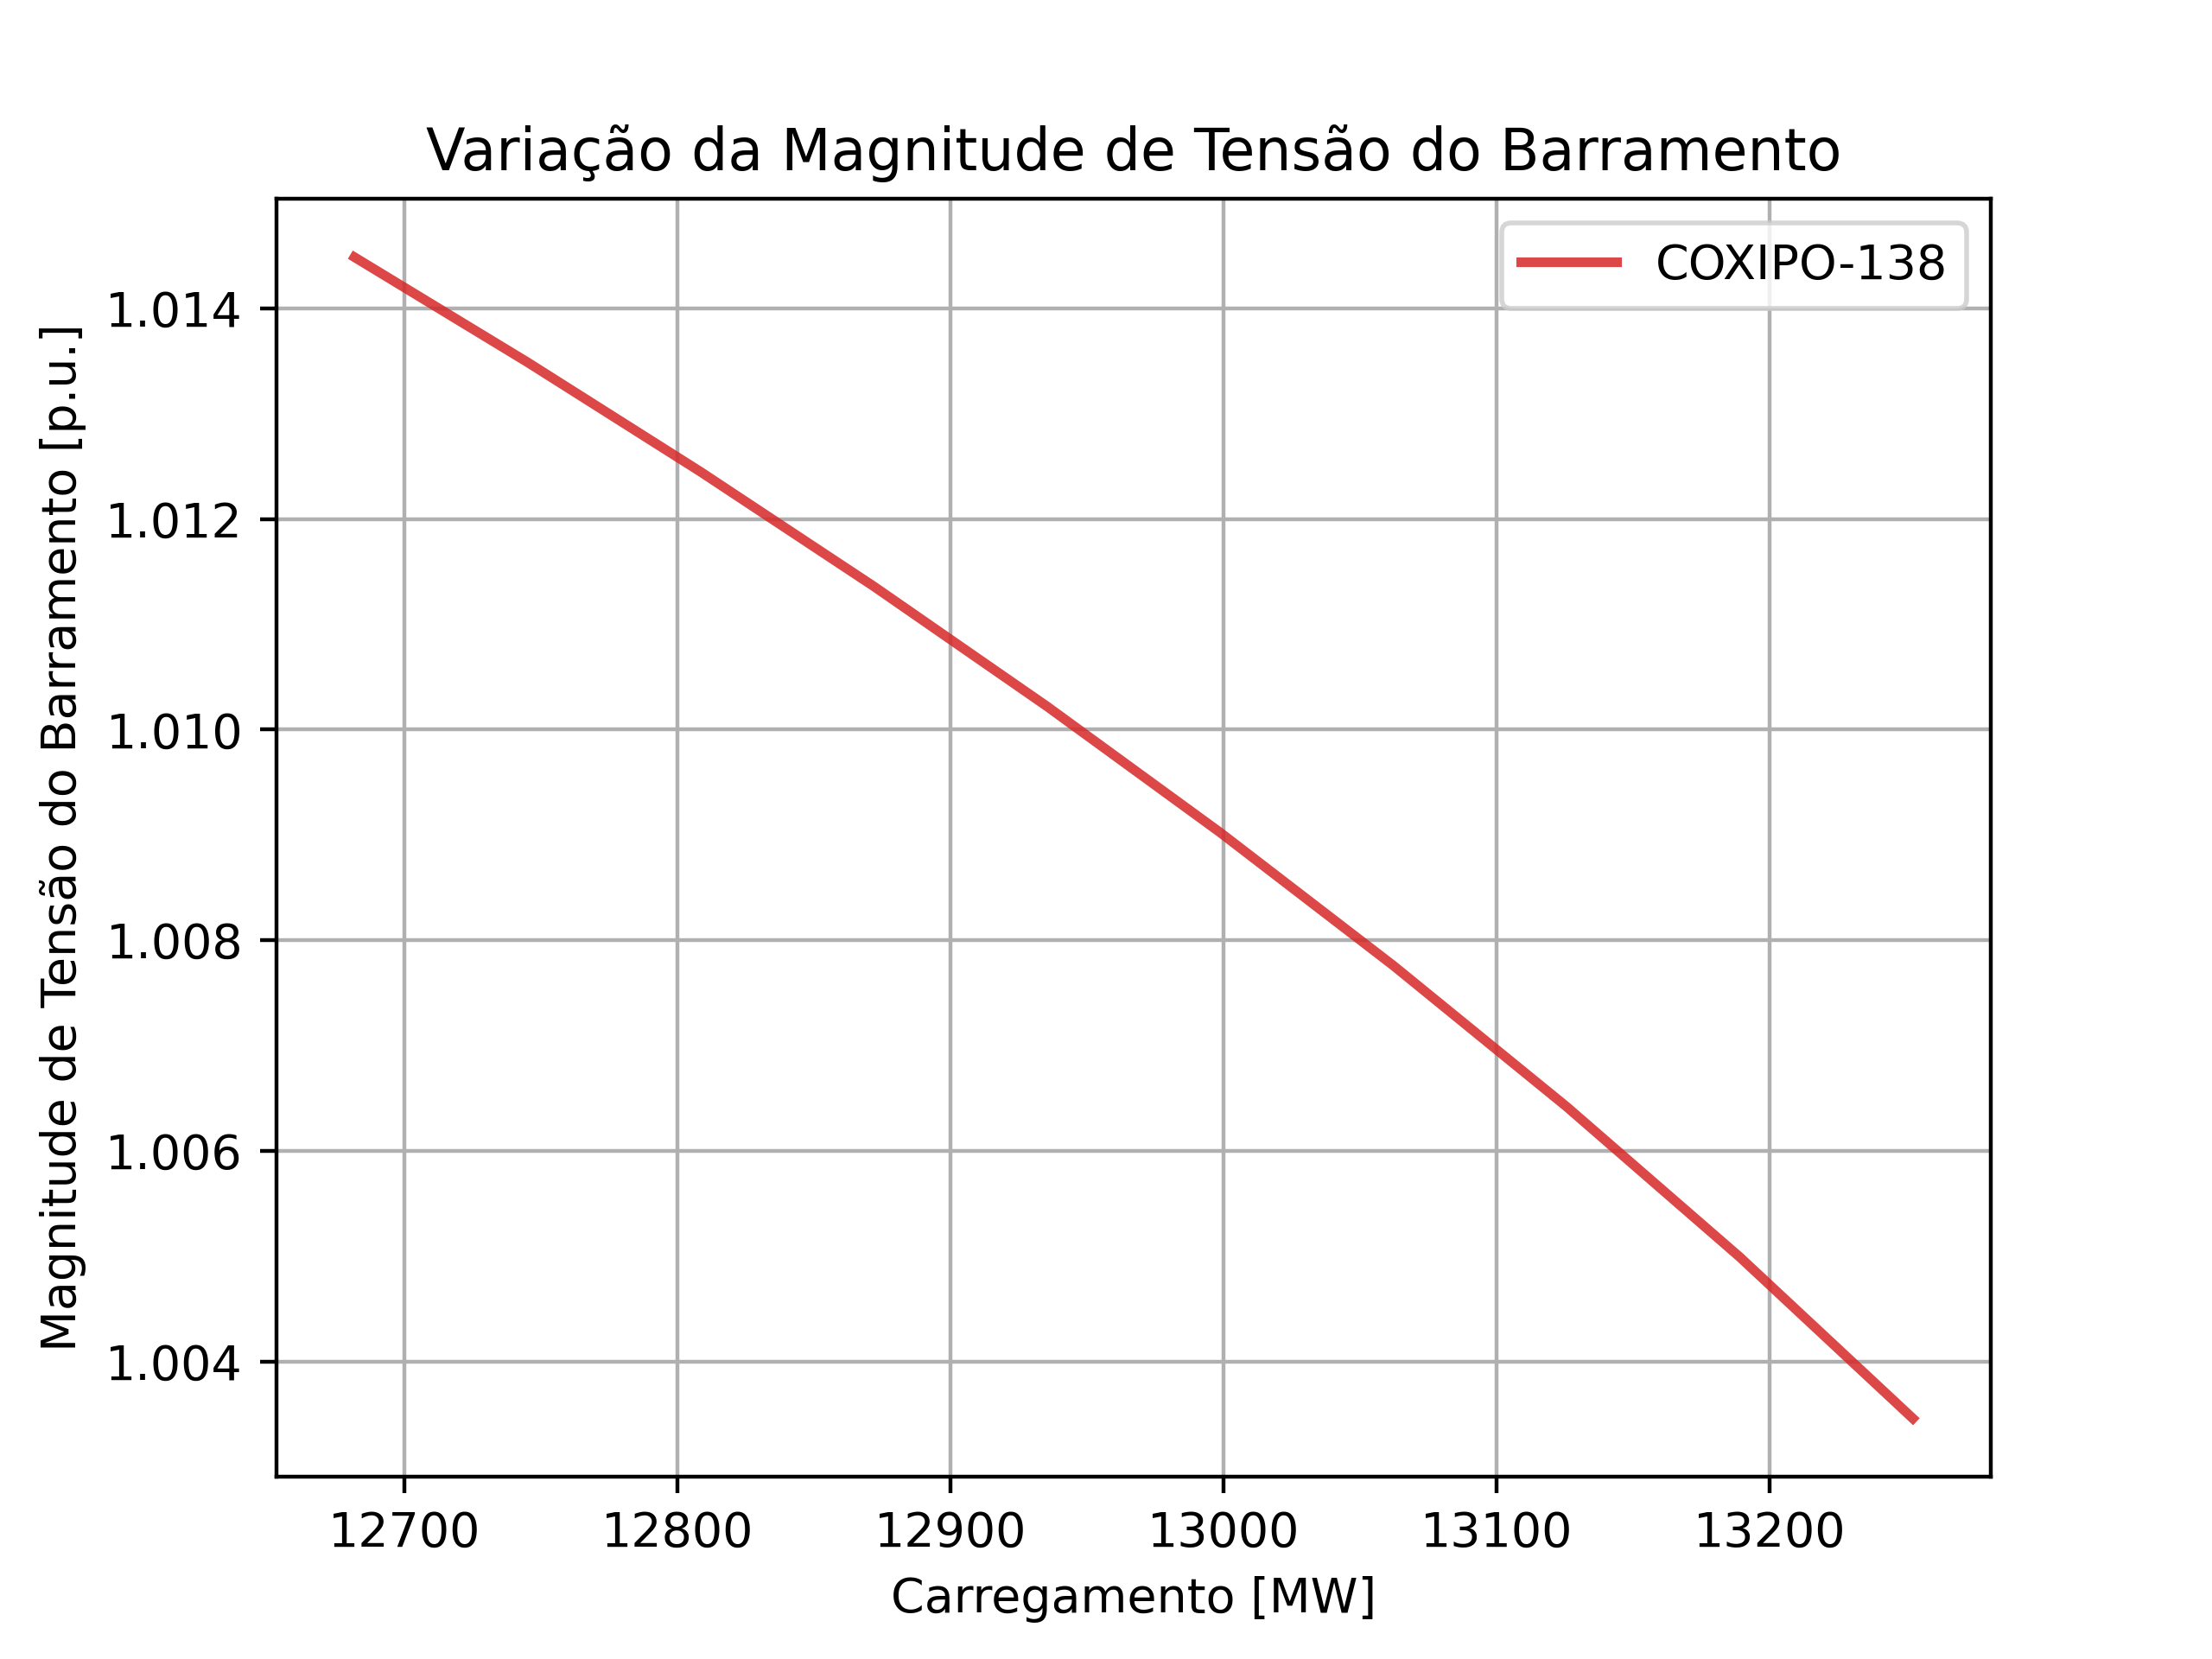 Variação da Magnitude de Tensão do Barramento
COXIPO-138
Magnitude de Tensão do Barramento [p.u.]
1.014
1.012
1.010
1.008
1.006
1.004
12700 12800 12900 13000 13100 13200
Carregamento [MW]